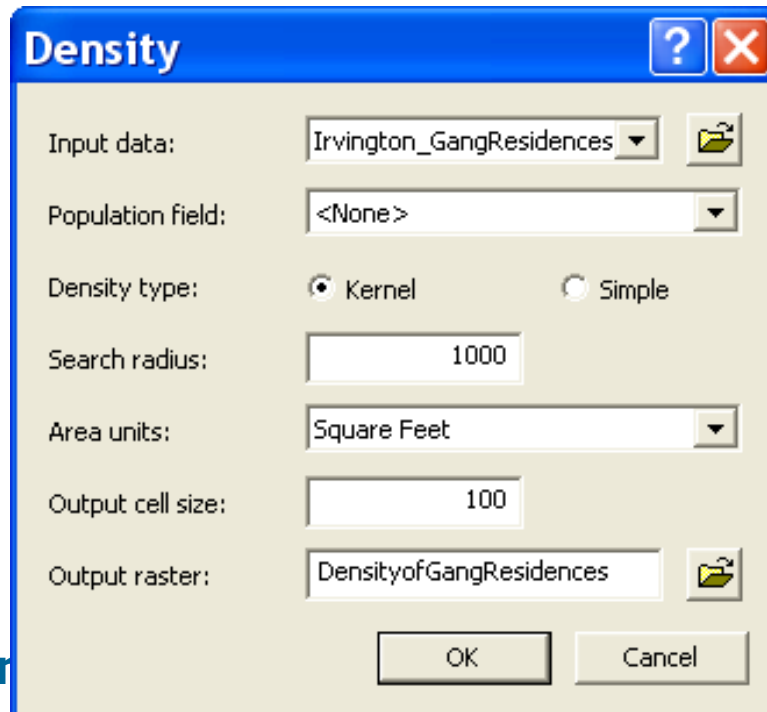 Density
Input data: Irvington_GangResidences
Population field: <None>
Density type: Kernel Simple
Search radius: 1000
Area units: Square Feet
Output cell size: 100
Output raster: DensityofGangResidences
OK Cancel